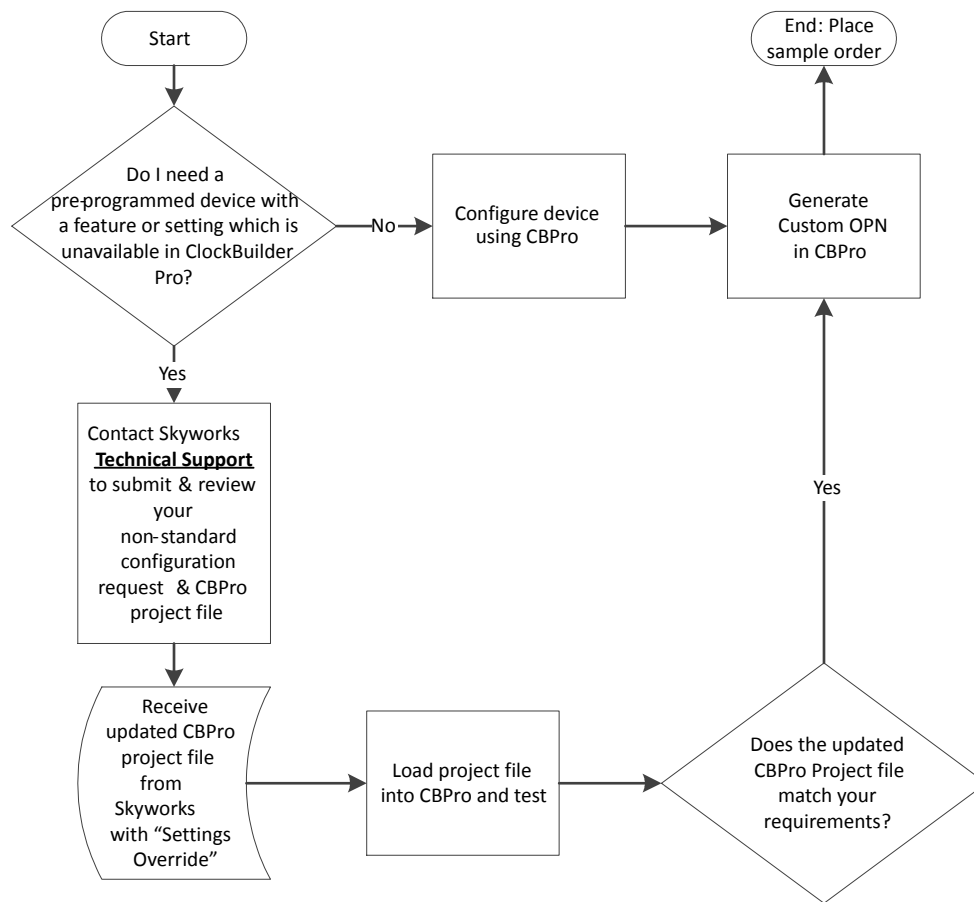 Start
End: Place
sample order
Do I need a
pre-programmed device with
a feature or setting which is
unavailable in ClockBuilder
Pro?
No
Configure device
using CBPro
Generate
Custom OPN
in CBPro
Yes
Contact Skyworks
Technical Support
to submit & review
your
non-standard
configuration
request & CBPro
project file
Yes
Receive
updated CBPro
project file
from
Skyworks
with “Settings
Override”
Load project file
into CBPro and test
Does the updated
CBPro Project file
match your
requirements?